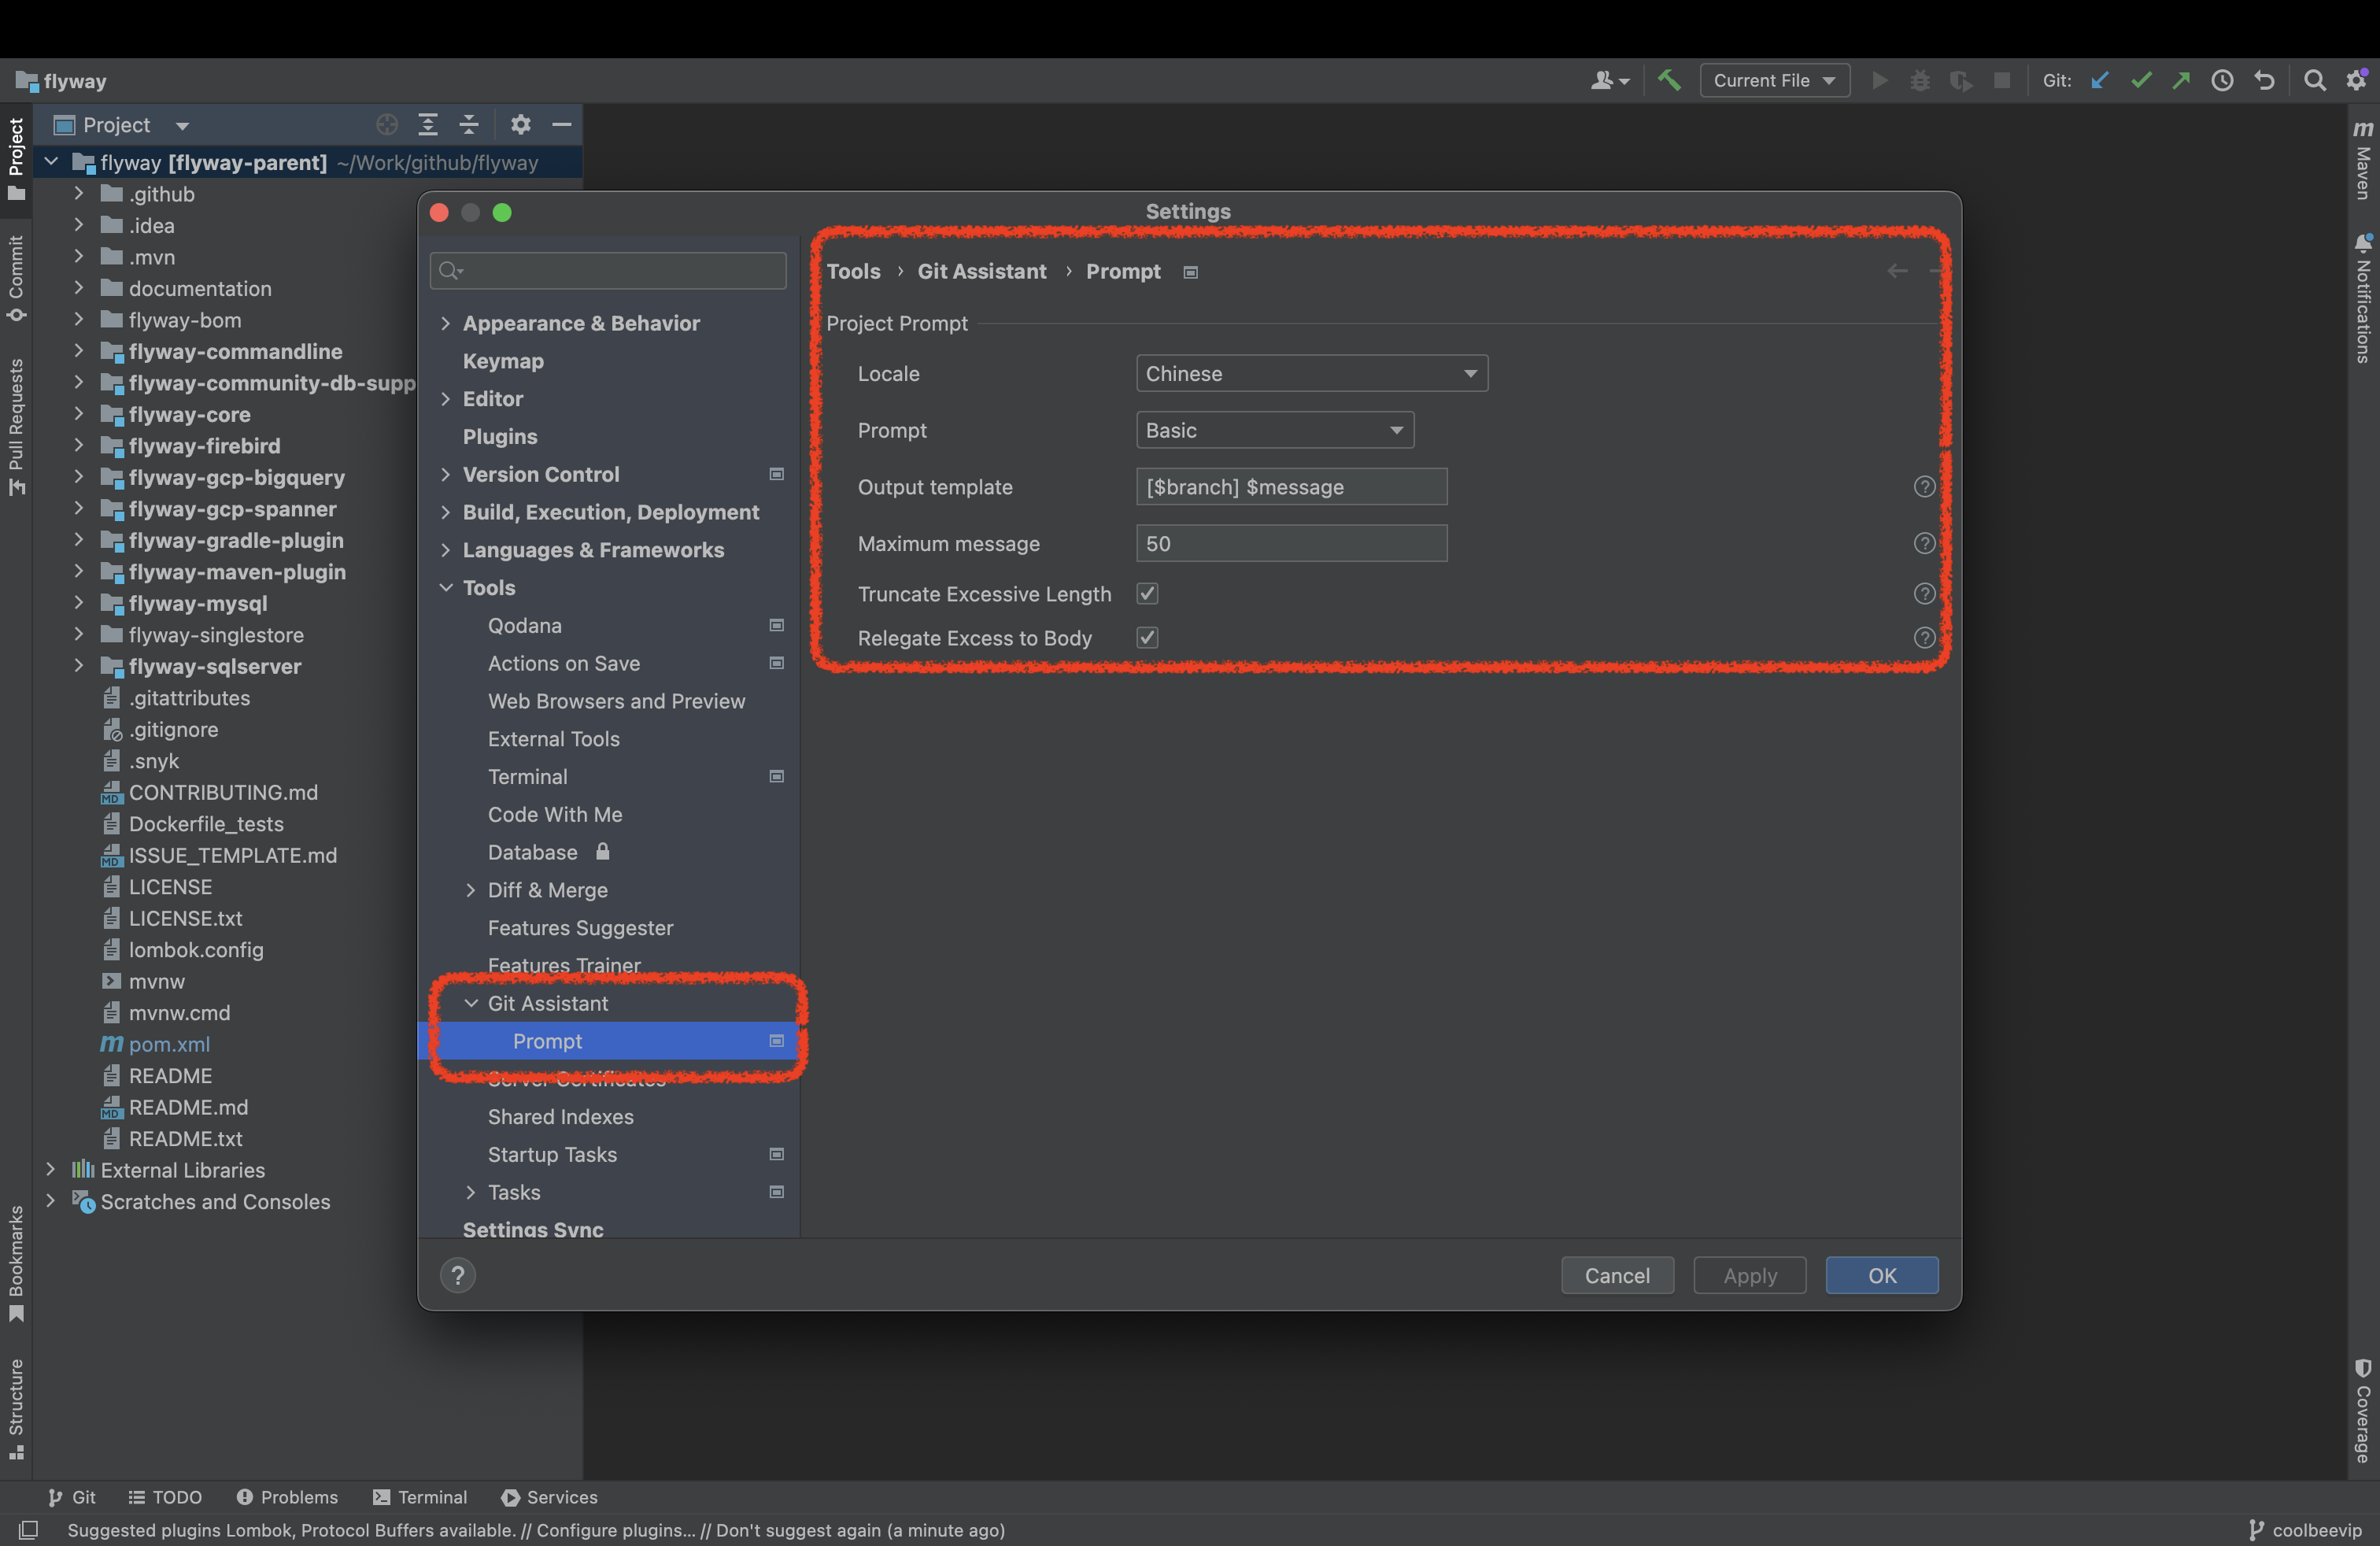 flyway
Current File
Git:
Project
Project
Commit
Pull Requests
Bookmarks
Structure
flyway [flyway-parent] ~/Work/github/flyway
.github
.idea
.mvn
documentation
flyway-bom
flyway-commandline
flyway-community-db-supp
flyway-core
flyway-firebird
flyway-gcp-bigquery
flyway-gcp-spanner
flyway-gradle-plugin
flyway-maven-plugin
flyway-mysql
flyway-singlestore
flyway-sqlserver
.gitattributes
.gitignore
.snyk
MD CONTRIBUTING.md
Dockerfile_tests
MD ISSUE_TEMPLATE.md
LICENSE
LICENSE.txt
lombok.config
mvnw
mvnw.cmd
m pom.xml
README
MD README.md
README.txt
External Libraries
Scratches and Consoles
Settings
Appearance & Behavior
Keymap
Editor
Plugins
Version Control
Build, Execution, Deployment
Languages & Frameworks
Tools
Qodana
Actions on Save
Web Browsers and Preview
External Tools
Terminal
Code With Me
Database
Diff & Merge
Features Suggester
Features Trainer
Git Assistant
Prompt
Server Certificates
Shared Indexes
Startup Tasks
Tasks
Settings Sync
Tools › Git Assistant › Prompt
Project Prompt
Locale Chinese
Prompt Basic
Output template [$branch] $message ?
Maximum message 50 ?
Truncate Excessive Length ?
Relegate Excess to Body ?
? Cancel Apply OK
m
Maven
Notifications
Coverage
Git TODO Problems Terminal Services
Suggested plugins Lombok, Protocol Buffers available. // Configure plugins... // Don't suggest again (a minute ago)
coolbeevip